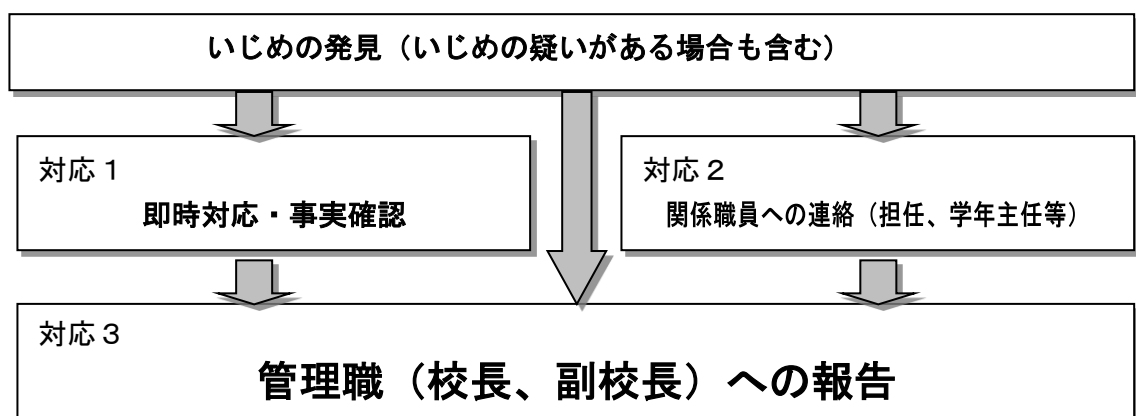 いじめの発見（いじめの疑いがある場合も含む）
対応１
即時対応・事実確認
対応２
関係職員への連絡（担任、学年主任等）
対応３
管理職（校長、副校長）への報告